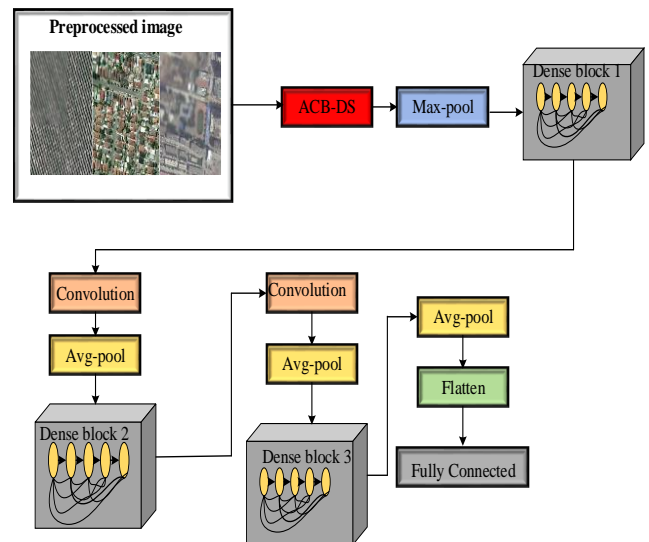 Preprocessed image
ACB-DS
Max-pool
Dense block 1
Convolution
Avg-pool
Dense block 2
Convolution
Avg-pool
Dense block 3
Avg-pool
Flatten
Fully Connected